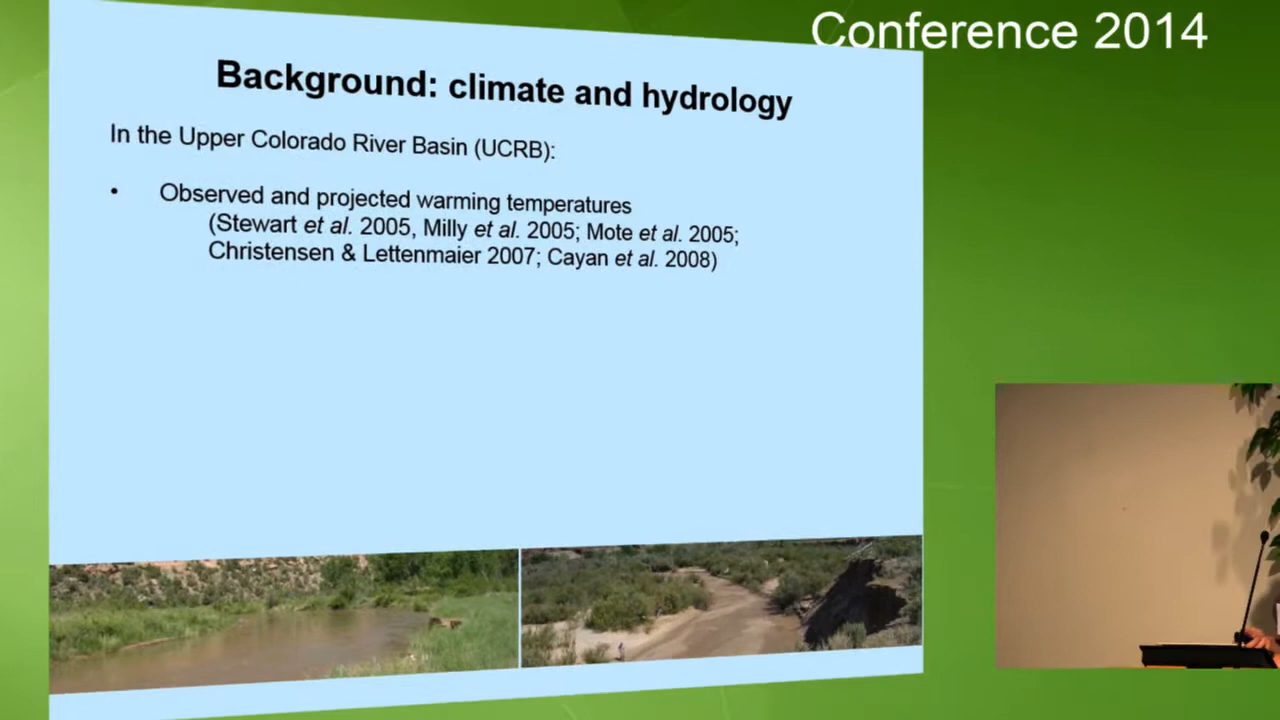 Conference 2014
Background: climate and hydrology
In the Upper Colorado River Basin (UCRB):
• Observed and projected warming temperatures
(Stewart et al. 2005, Milly et al. 2005; Mote et al. 2005;
Christensen & Lettenmaier 2007; Cayan et al. 2008)